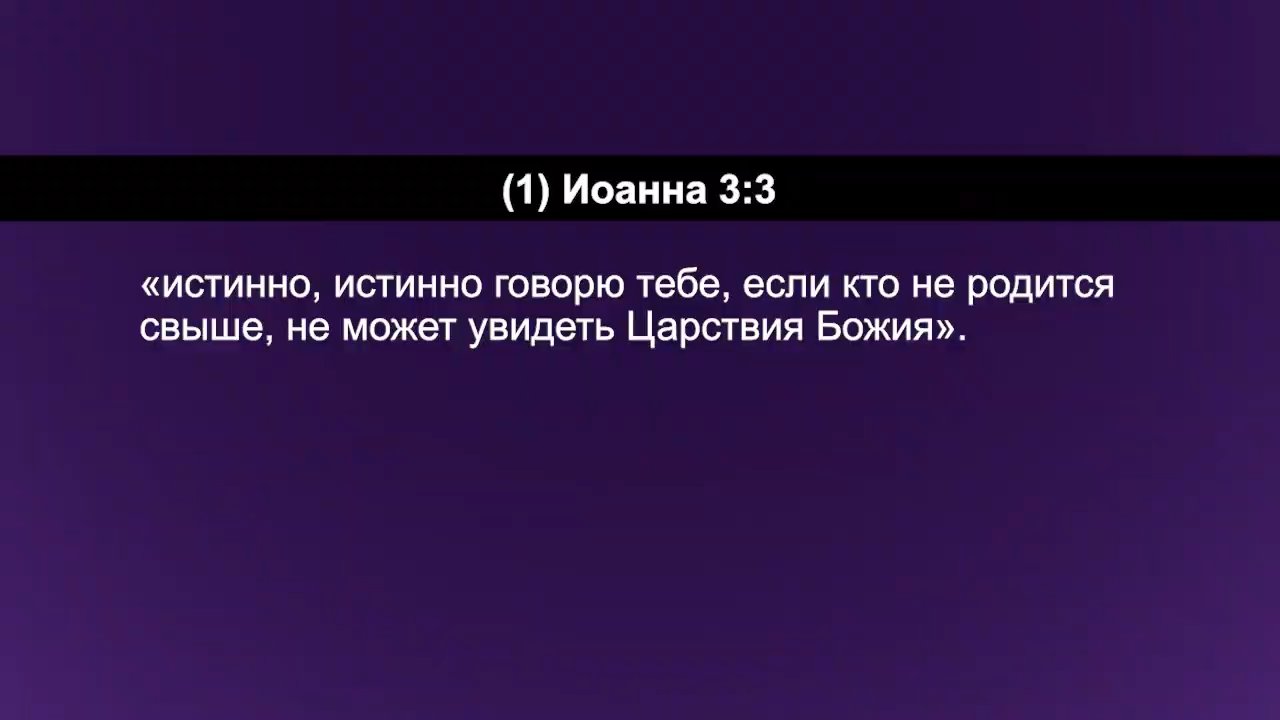 (1) Иоанна 3:3
«истинно, истинно говорю тебе, если кто не родится
свыше, не может увидеть Царствия Божия».